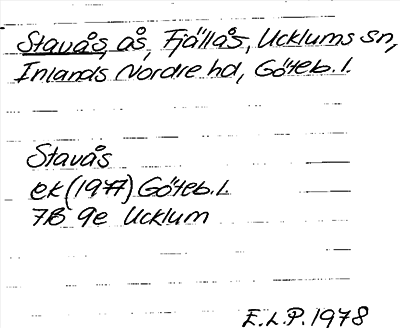 Stavås, ås, Fjällås, Ucklums sn,
Inlands Nordre hd, Göteb. l.
Stavås
ek (1977) Göteb. l.
7B 9e Ucklum
E.L.P. 1978